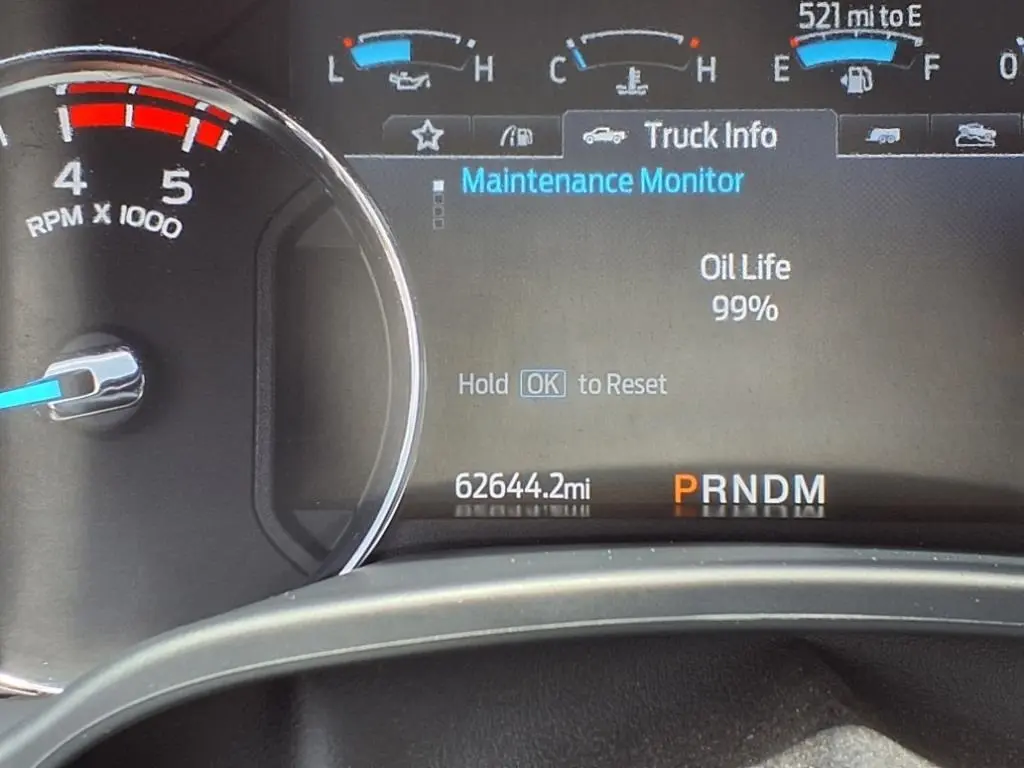 521 mi to E
L H C H E F 0
Truck Info
Maintenance Monitor
4 5
RPM X 1000
Oil Life
99%
Hold OK to Reset
62644.2mi PRNDM